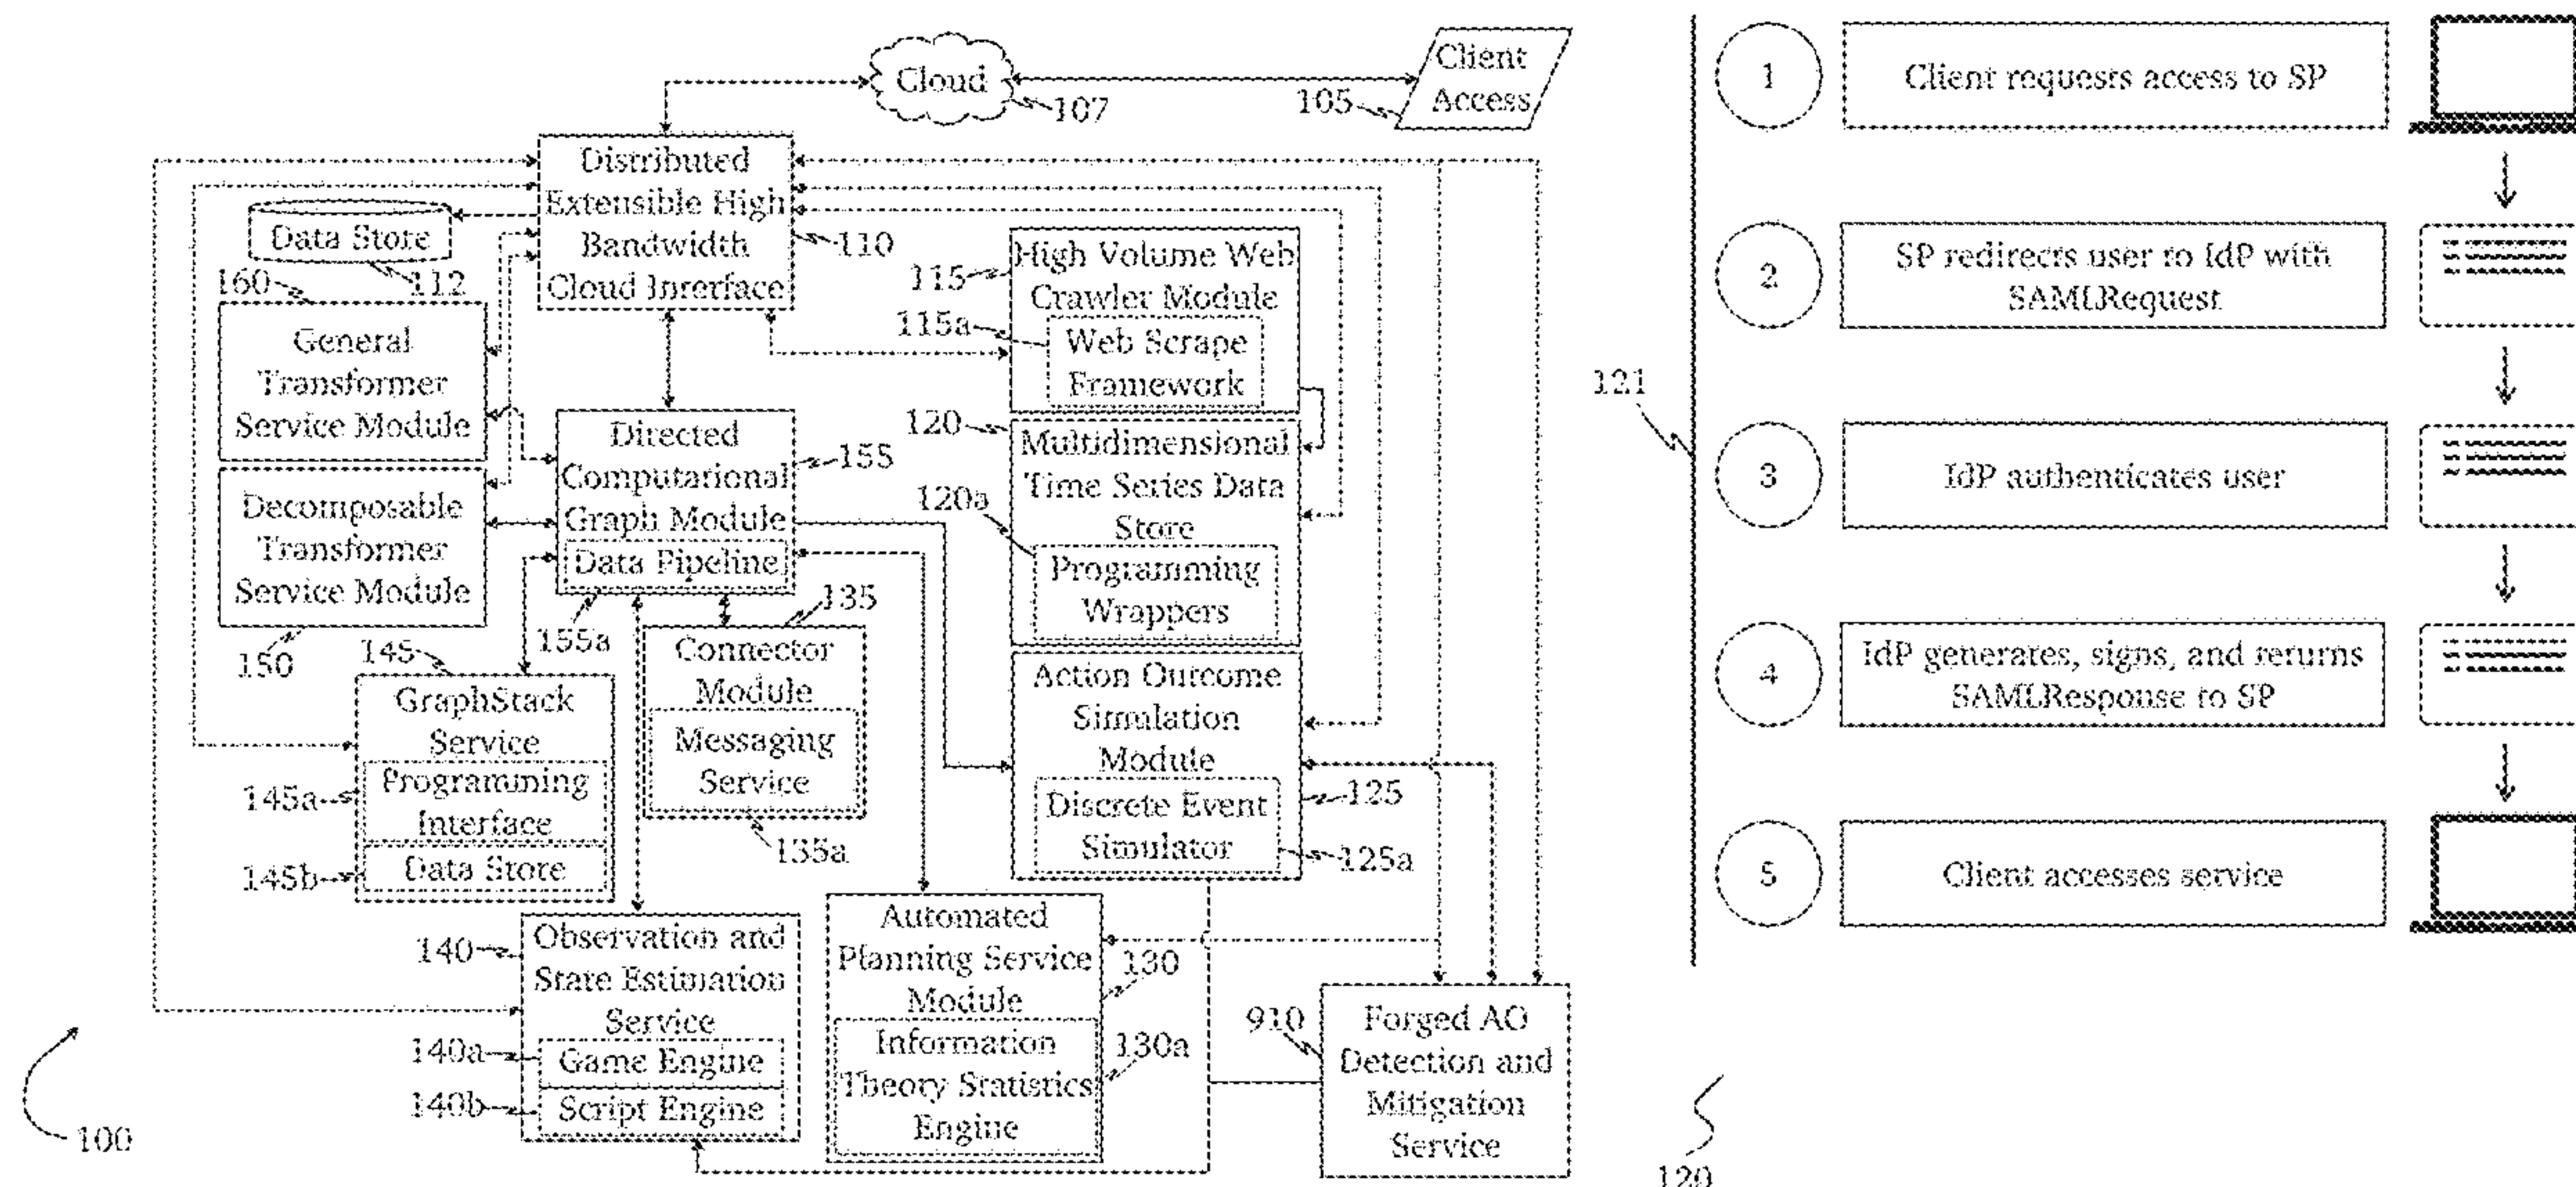 Cloud
107
Client
Access
105
Distributed
Extensible High
Bandwidth
Cloud Interface
110
Data Store
112
160
General
Transformer
Service Module
Decomposable
Transformer
Service Module
150
Directed
Computational
Graph Module
Data Pipeline
155
155a
High Volume Web
Crawler Module
Web Scrape
Framework
115
115a
120
Multidimensional
Time Series Data
Store
120a
Programming
Wrappers
Action Outcome
Simulation
Module
Discrete Event
Simulator
125
125a
135
Connector
Module
Messaging
Service
135a
145
GraphStack
Service
Programming
Interface
Data Store
145a
145b
140
Observation and
State Estimation
Service
140a
Game Engine
140b
Script Engine
Automated
Planning Service
Module
Information
Theory Statistics
Engine
130
130a
910
Forged AO
Detection and
Mitigation
Service
100
121
120
1
Client requests access to SP
2
SP redirects user to IdP with
SAMLRequest
3
IdP authenticates user
4
IdP generates, signs, and returns
SAMLResponse to SP
5
Client accesses service